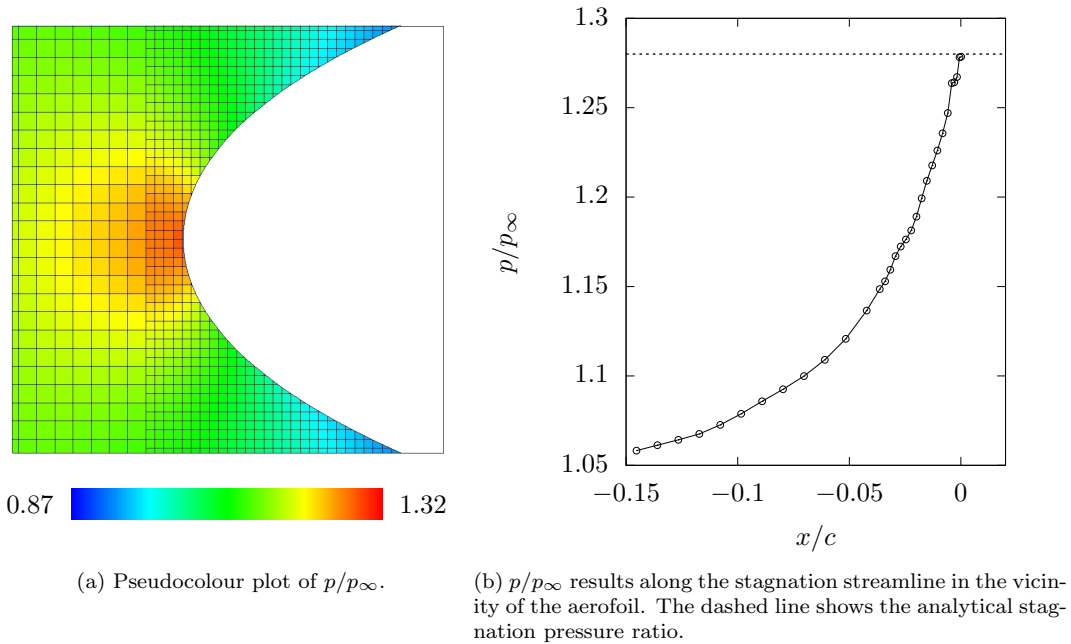 1.3
1.25
1.2
1.15
1.1
1.05
p/p∞
−0.15
−0.1
−0.05
0
x/c
0.87
1.32
(a) Pseudocolour plot of p/p∞.
(b) p/p∞ results along the stagnation streamline in the vicin-
ity of the aerofoil. The dashed line shows the analytical stag-
nation pressure ratio.